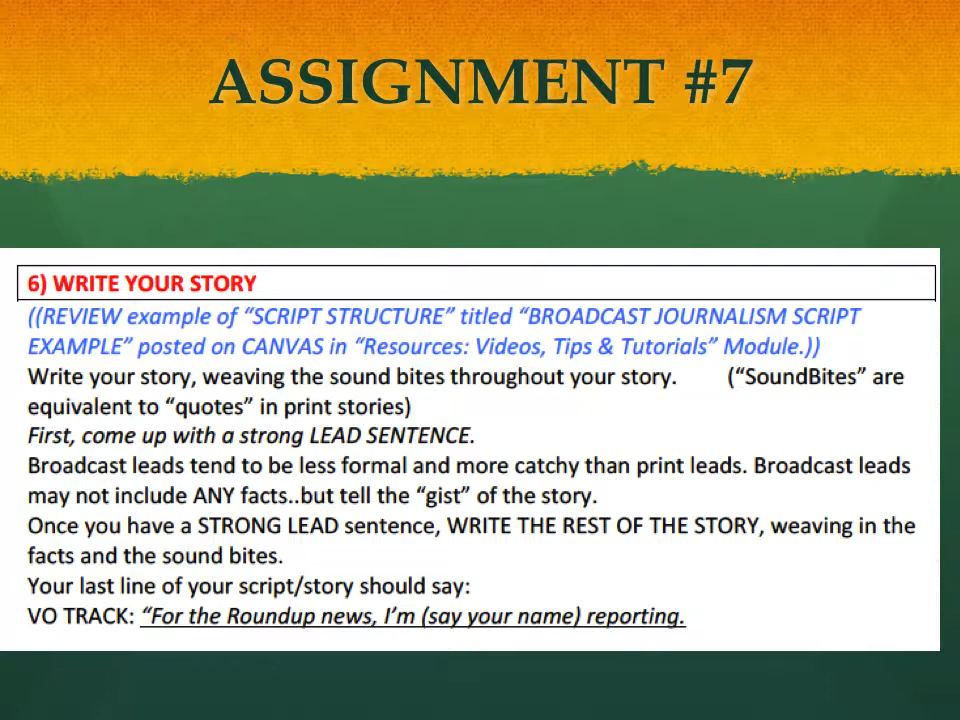 ASSIGNMENT #7
6) WRITE YOUR STORY
((REVIEW example of “SCRIPT STRUCTURE” titled “BROADCAST JOURNALISM SCRIPT
EXAMPLE” posted on CANVAS in “Resources: Videos, Tips & Tutorials” Module.))
Write your story, weaving the sound bites throughout your story. (“SoundBites” are
equivalent to “quotes” in print stories)
First, come up with a strong LEAD SENTENCE.
Broadcast leads tend to be less formal and more catchy than print leads. Broadcast leads
may not include ANY facts..but tell the “gist” of the story.
Once you have a STRONG LEAD sentence, WRITE THE REST OF THE STORY, weaving in the
facts and the sound bites.
Your last line of your script/story should say:
VO TRACK: “For the Roundup news, I’m (say your name) reporting.